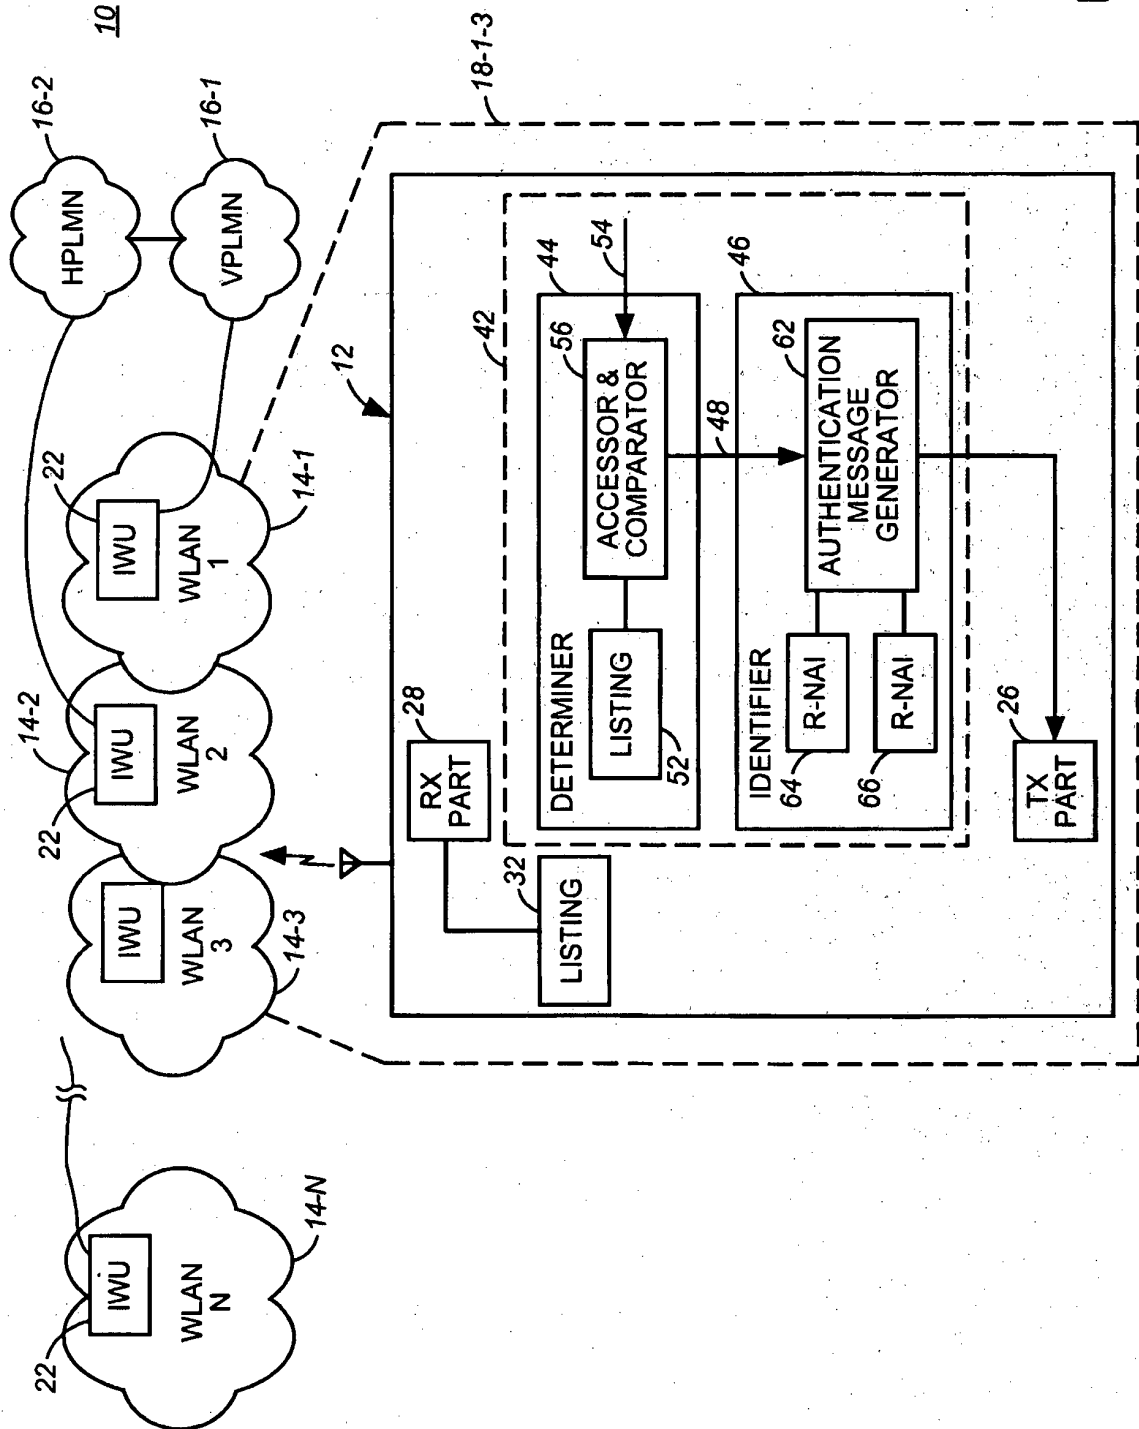 10
16-2
HPLMN
16-1
VPLMN
22
IWU
WLAN
1
14-1
14-2
22
IWU
WLAN
2
IWU
WLAN
3
14-3
22
IWU
WLAN
N
14-N
18-1-3
12
28
RX
PART
32
LISTING
42
44
DETERMINER
LISTING
52
56
ACCESSOR &
COMPARATOR
54
48
46
IDENTIFIER
R-NAI
64
R-NAI
66
62
AUTHENTICATION
MESSAGE
GENERATOR
26
TX
PART